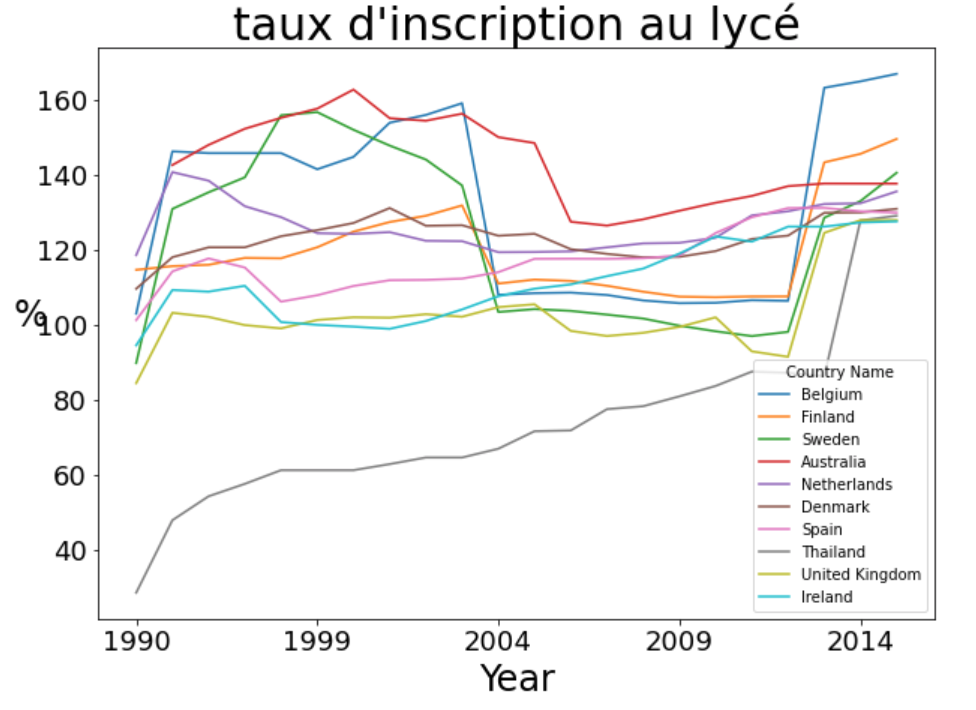 taux d'inscription au lycé
160
140
120
%
100
80
60
40
Country Name
Belgium
Finland
Sweden
Australia
Netherlands
Denmark
Spain
Thailand
United Kingdom
Ireland
1990 1999 2004 2009 2014
Year